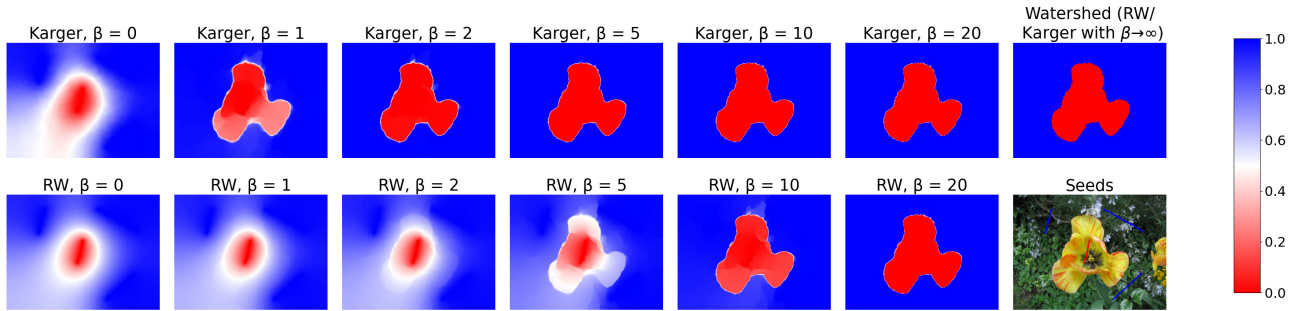 Karger, β = 0
Karger, β = 1
Karger, β = 2
Karger, β = 5
Karger, β = 10
Karger, β = 20
Watershed (RW/
Karger with β→∞)
RW, β = 0
RW, β = 1
RW, β = 2
RW, β = 5
RW, β = 10
RW, β = 20
Seeds
1.0
0.8
0.6
0.4
0.2
0.0